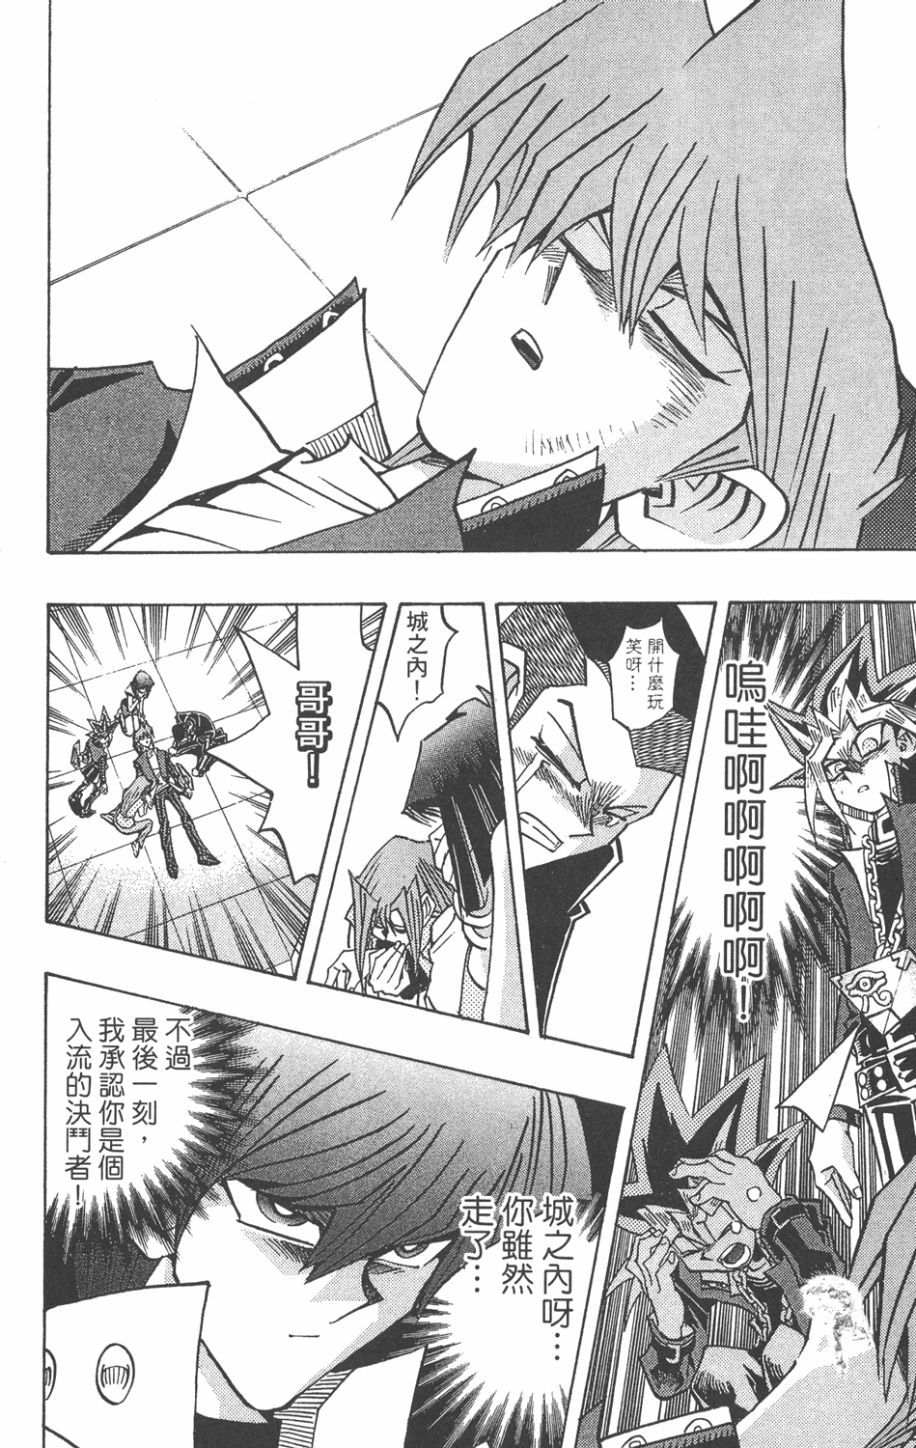 嗚哇啊啊啊啊啊！
開什麼玩
笑呀…
城之內！
哥哥！
城之內呀…
你雖然
走了…
不過
最後一刻，
我承認你是個
入流的決鬥者！